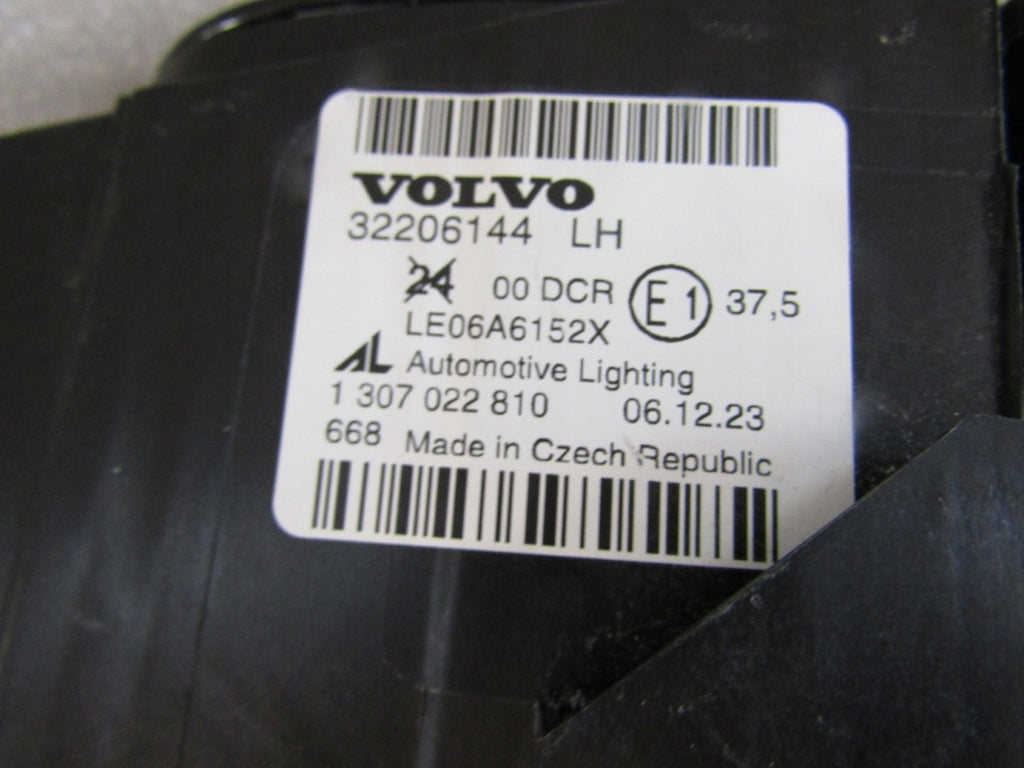 VOLVO
32206144 LH
24 00 DCR E1 37,5
LE06A6152X
AL Automotive Lighting
1 307 022 810 06.12.23
668 Made in Czech Republic